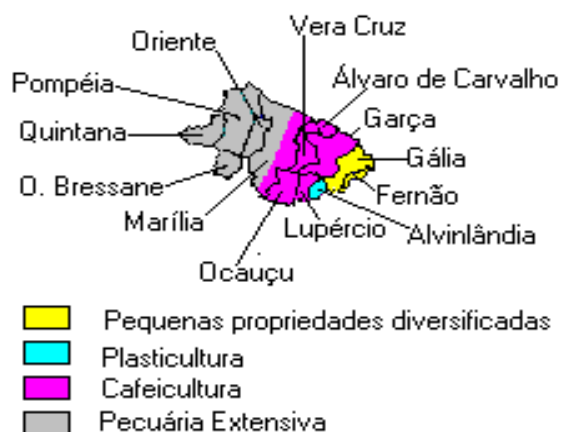 Vera Cruz
Oriente
Álvaro de Carvalho
Pompéia
Garça
Quintana
Gália
O. Bressane
Fernão
Marília
Lupércio
Alvinlândia
Ocauçu
Pequenas propriedades diversificadas
Plasticultura
Cafeicultura
Pecuária Extensiva